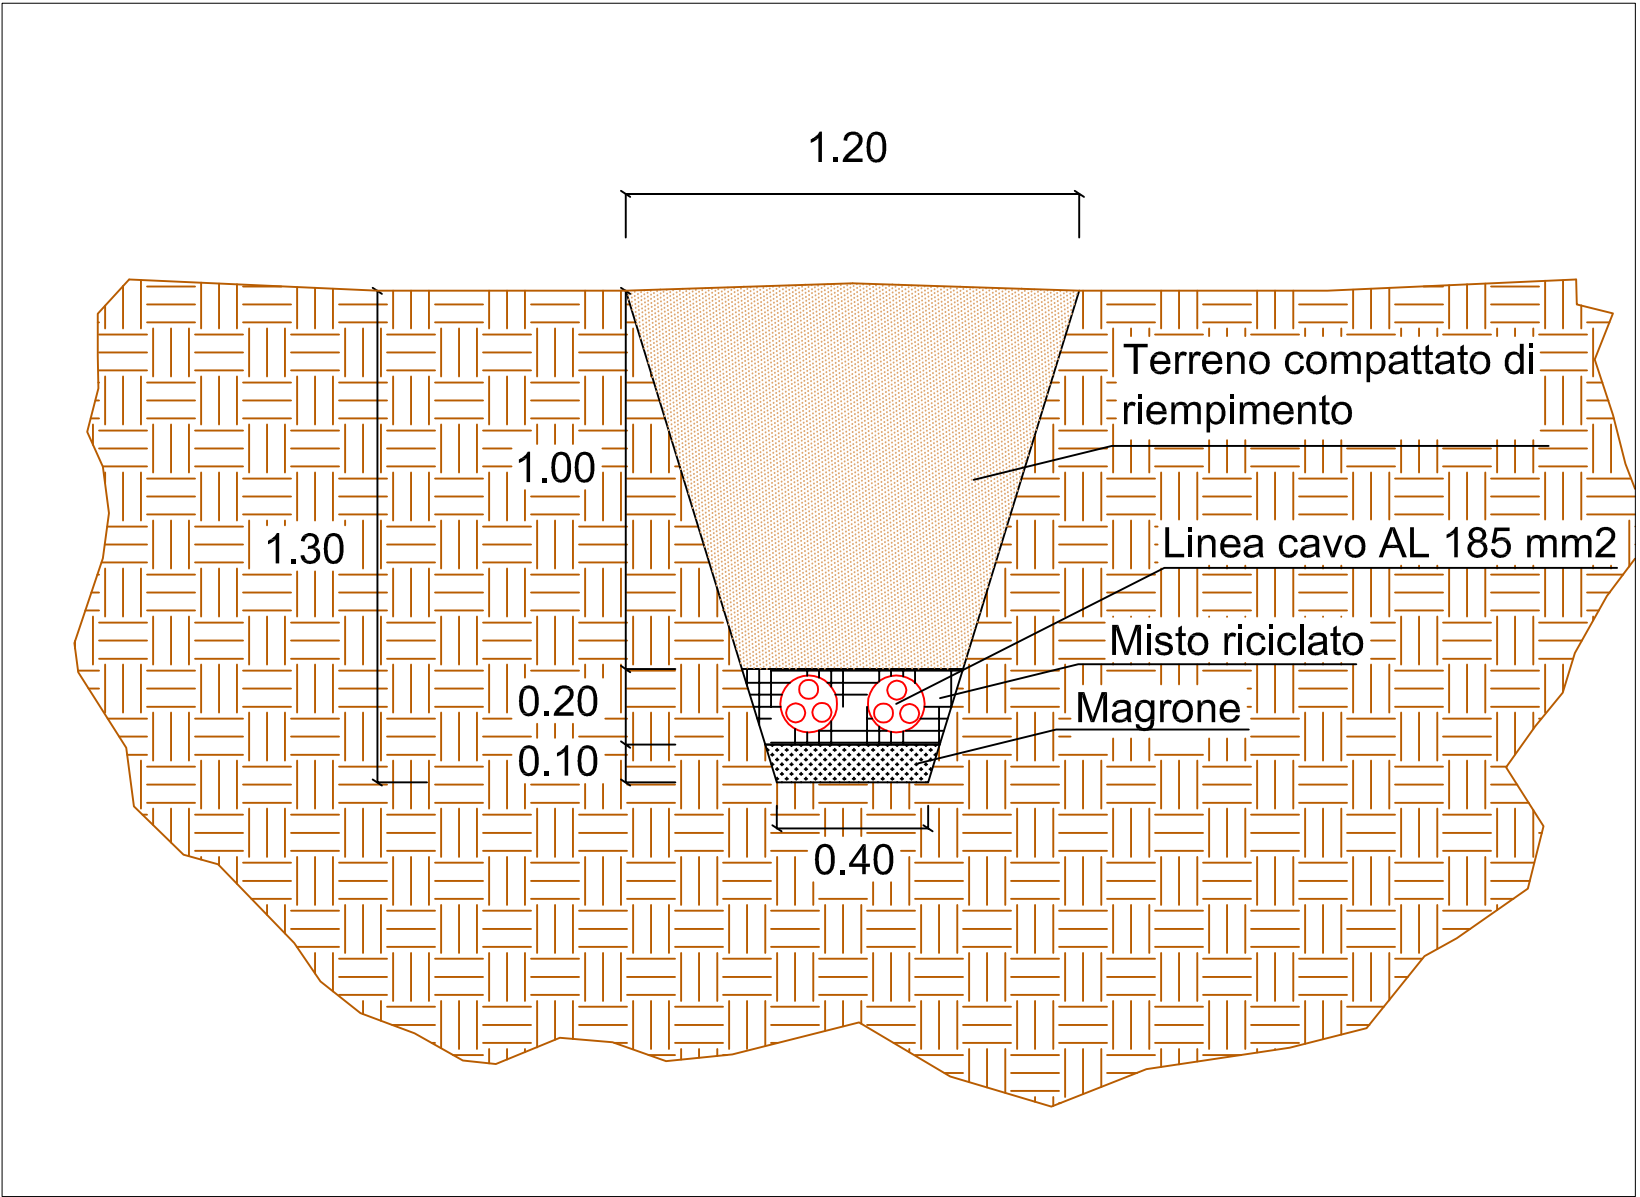 1.20
Terreno compattato di
riempimento
1.00
1.30
Linea cavo AL 185 mm2
Misto riciclato
0.20
Magrone
0.10
0.40